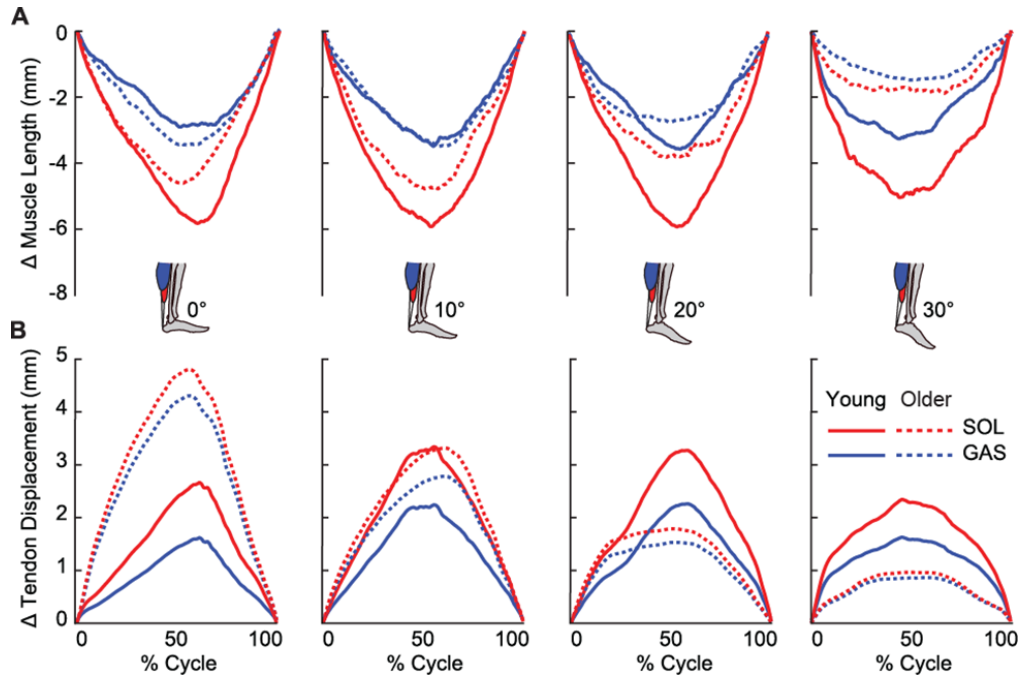 A
Δ Muscle Length (mm)
0
-2
-4
-6
-8
0°
10°
20°
30°
B
Δ Tendon Displacement (mm)
5
4
3
2
1
0
Young Older
SOL
GAS
0 50 100
0 50 100
0 50 100
0 50 100
% Cycle
% Cycle
% Cycle
% Cycle